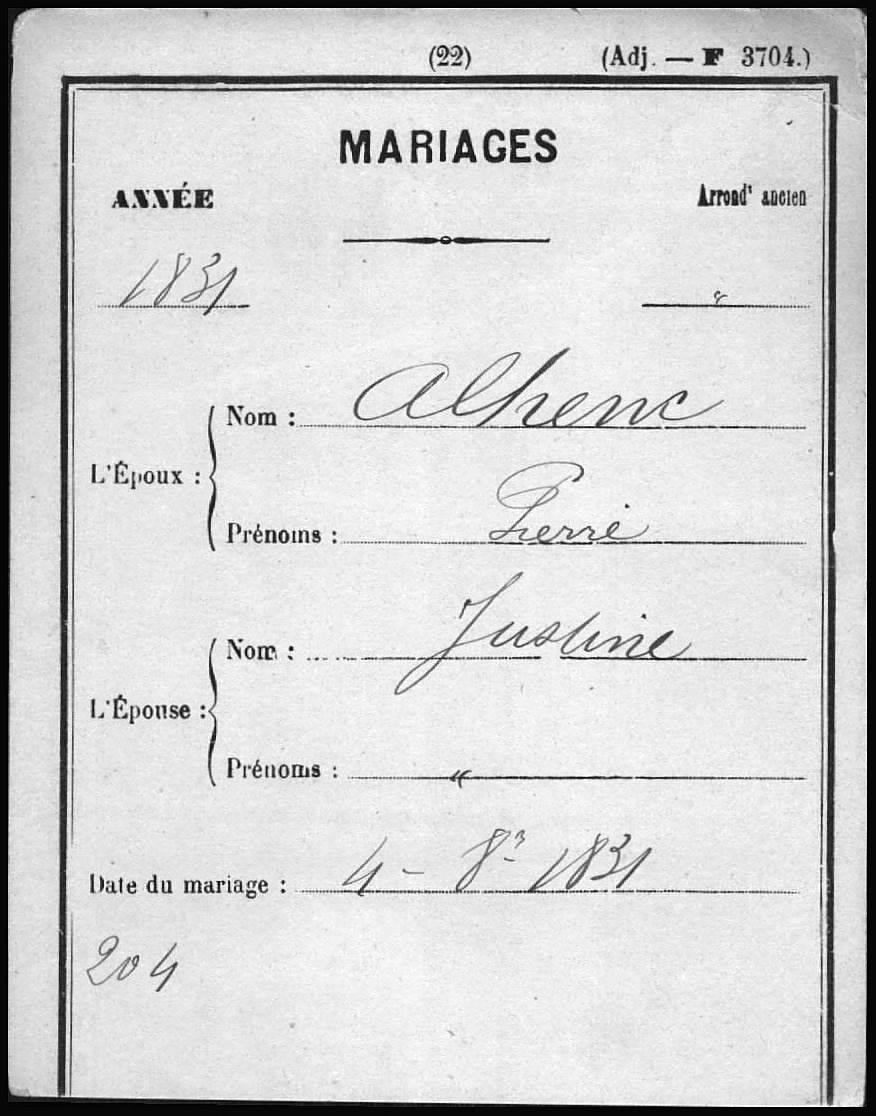 (22) (Adj. — F 3704.)
MARIAGES
ANNÉE Arrond^t ancien
1831 "
L'Époux :
Nom : Alhenc
Prénoms : Pierre
L'Épouse :
Nom : Justine
Prénoms : "
Date du mariage : 4 - 8^re 1831
204